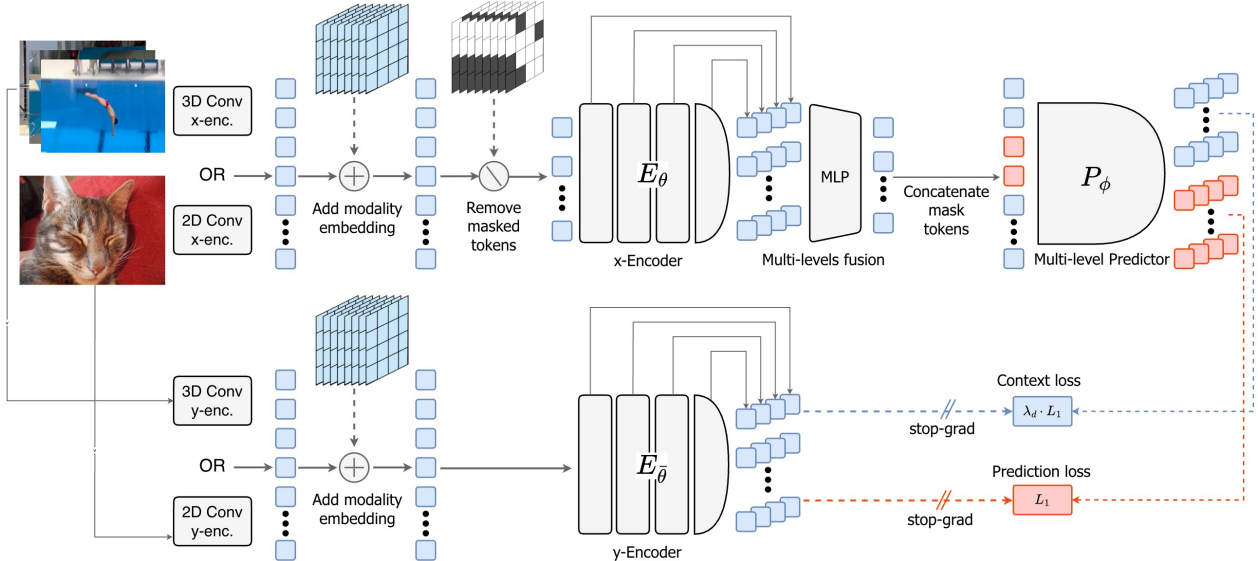 3D Conv
x-enc.
OR
2D Conv
x-enc.
Add modality
embedding
Remove
masked
tokens
E_θ
x-Encoder
MLP
Multi-levels fusion
Concatenate
mask
tokens
P_ϕ
Multi-level Predictor
3D Conv
y-enc.
OR
2D Conv
y-enc.
Add modality
embedding
E_θ̄
y-Encoder
stop-grad
Context loss
λ_d · L_1
stop-grad
Prediction loss
L_1